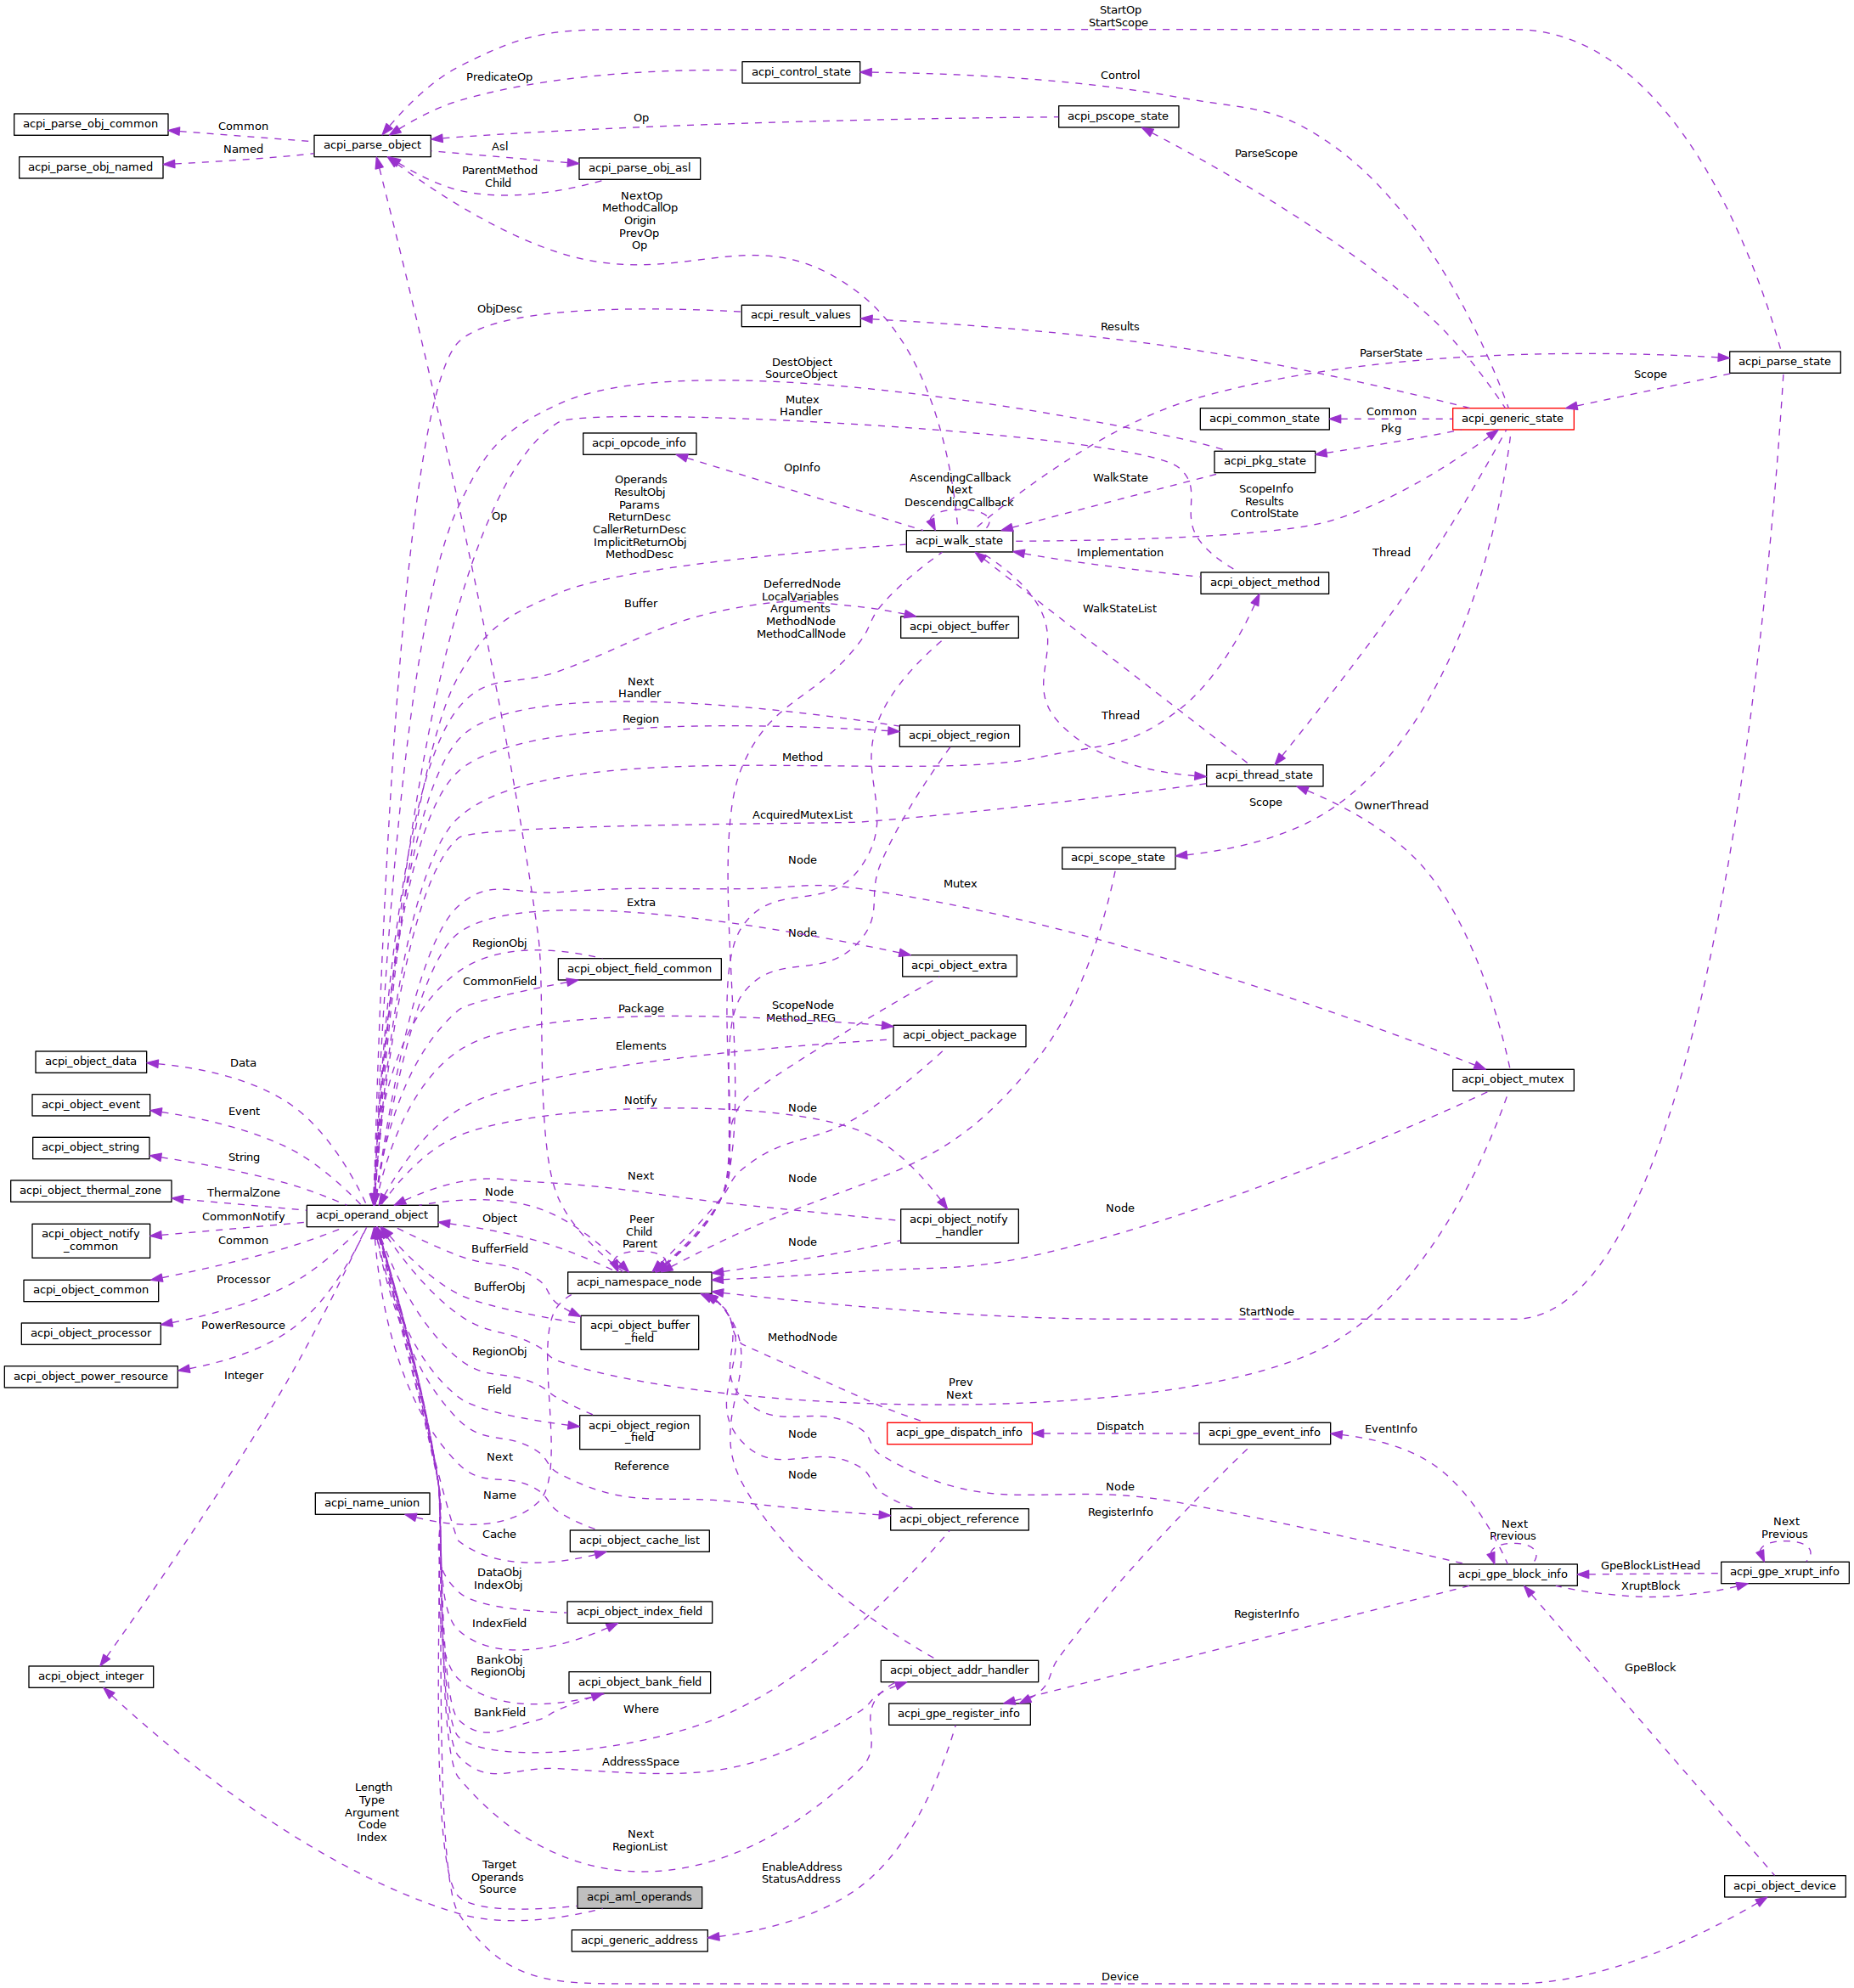 StartOp
StartScope
acpi_control_state
Control
PredicateOp
acpi_pscope_state
Op
acpi_parse_obj_common
Common
acpi_parse_object
Asl
ParseScope
Named
acpi_parse_obj_named
acpi_parse_obj_asl
ParentMethod
Child
NextOp
MethodCallOp
Origin
PrevOp
Op
ObjDesc
acpi_result_values
Results
ParserState
acpi_parse_state
DestObject
SourceObject
Scope
Mutex
Handler
acpi_common_state
Common
acpi_generic_state
Pkg
acpi_opcode_info
OpInfo
acpi_pkg_state
Operands
ResultObj
Params
ReturnDesc
CallerReturnDesc
ImplicitReturnObj
MethodDesc
AscendingCallback
Next
DescendingCallback
WalkState
ScopeInfo
Results
ControlState
Op
acpi_walk_state
Implementation
Thread
acpi_object_method
DeferredNode
LocalVariables
Arguments
MethodNode
MethodCallNode
Buffer
WalkStateList
acpi_object_buffer
Next
Handler
Region
acpi_object_region
Thread
Method
acpi_thread_state
AcquiredMutexList
Scope
OwnerThread
Node
acpi_scope_state
Mutex
Extra
Node
RegionObj
acpi_object_field_common
acpi_object_extra
CommonField
Package
ScopeNode
Method_REG
acpi_object_package
Elements
acpi_object_data
Data
acpi_object_mutex
acpi_object_event
Event
Notify
Node
acpi_object_string
String
Next
Node
acpi_object_thermal_zone
ThermalZone
Node
Node
acpi_operand_object
CommonNotify
Object
Peer
Child
Parent
acpi_object_notify
_handler
acpi_object_notify
_common
Common
BufferField
Node
acpi_namespace_node
acpi_object_common
Processor
BufferObj
StartNode
acpi_object_processor
PowerResource
acpi_object_buffer
_field
MethodNode
RegionObj
acpi_object_power_resource
Integer
Field
Prev
Next
acpi_object_region
_field
Node
acpi_gpe_dispatch_info
Dispatch
acpi_gpe_event_info
EventInfo
Next
Reference
Node
Node
Name
acpi_name_union
RegisterInfo
acpi_object_reference
Cache
acpi_object_cache_list
Next
Previous
Next
Previous
DataObj
IndexObj
acpi_gpe_block_info
GpeBlockListHead
XruptBlock
acpi_gpe_xrupt_info
acpi_object_index_field
IndexField
RegisterInfo
BankObj
RegionObj
acpi_object_integer
acpi_object_bank_field
acpi_object_addr_handler
GpeBlock
BankField
Where
acpi_gpe_register_info
AddressSpace
Length
Type
Argument
Code
Index
Next
RegionList
Target
Operands
Source
EnableAddress
StatusAddress
acpi_aml_operands
acpi_object_device
acpi_generic_address
Device